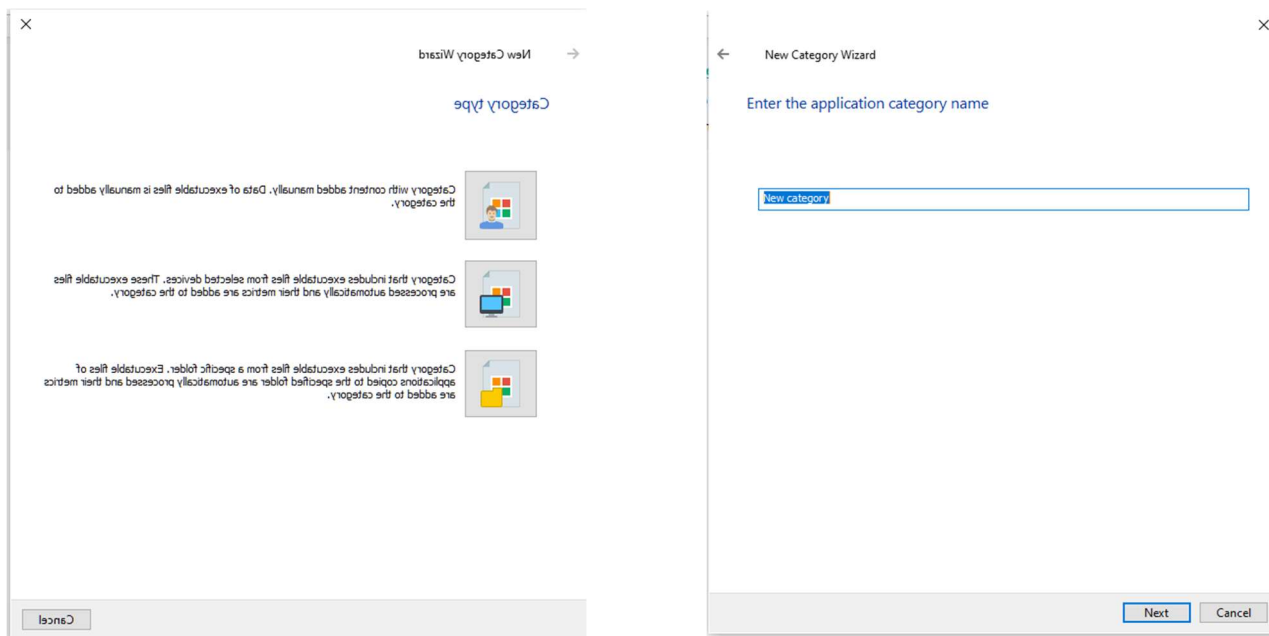 New Category Wizard
Category type
Category with content added manually. Data of executable files is manually added to
the category.
Category that includes executable files from selected devices. These executable files
are processed automatically and their metrics are added to the category.
Category that includes executable files from a specific folder. Executable files of
applications copied to the specified folder are automatically processed and their metrics
are added to the category.
Cancel
New Category Wizard
Enter the application category name
New category
Next
Cancel